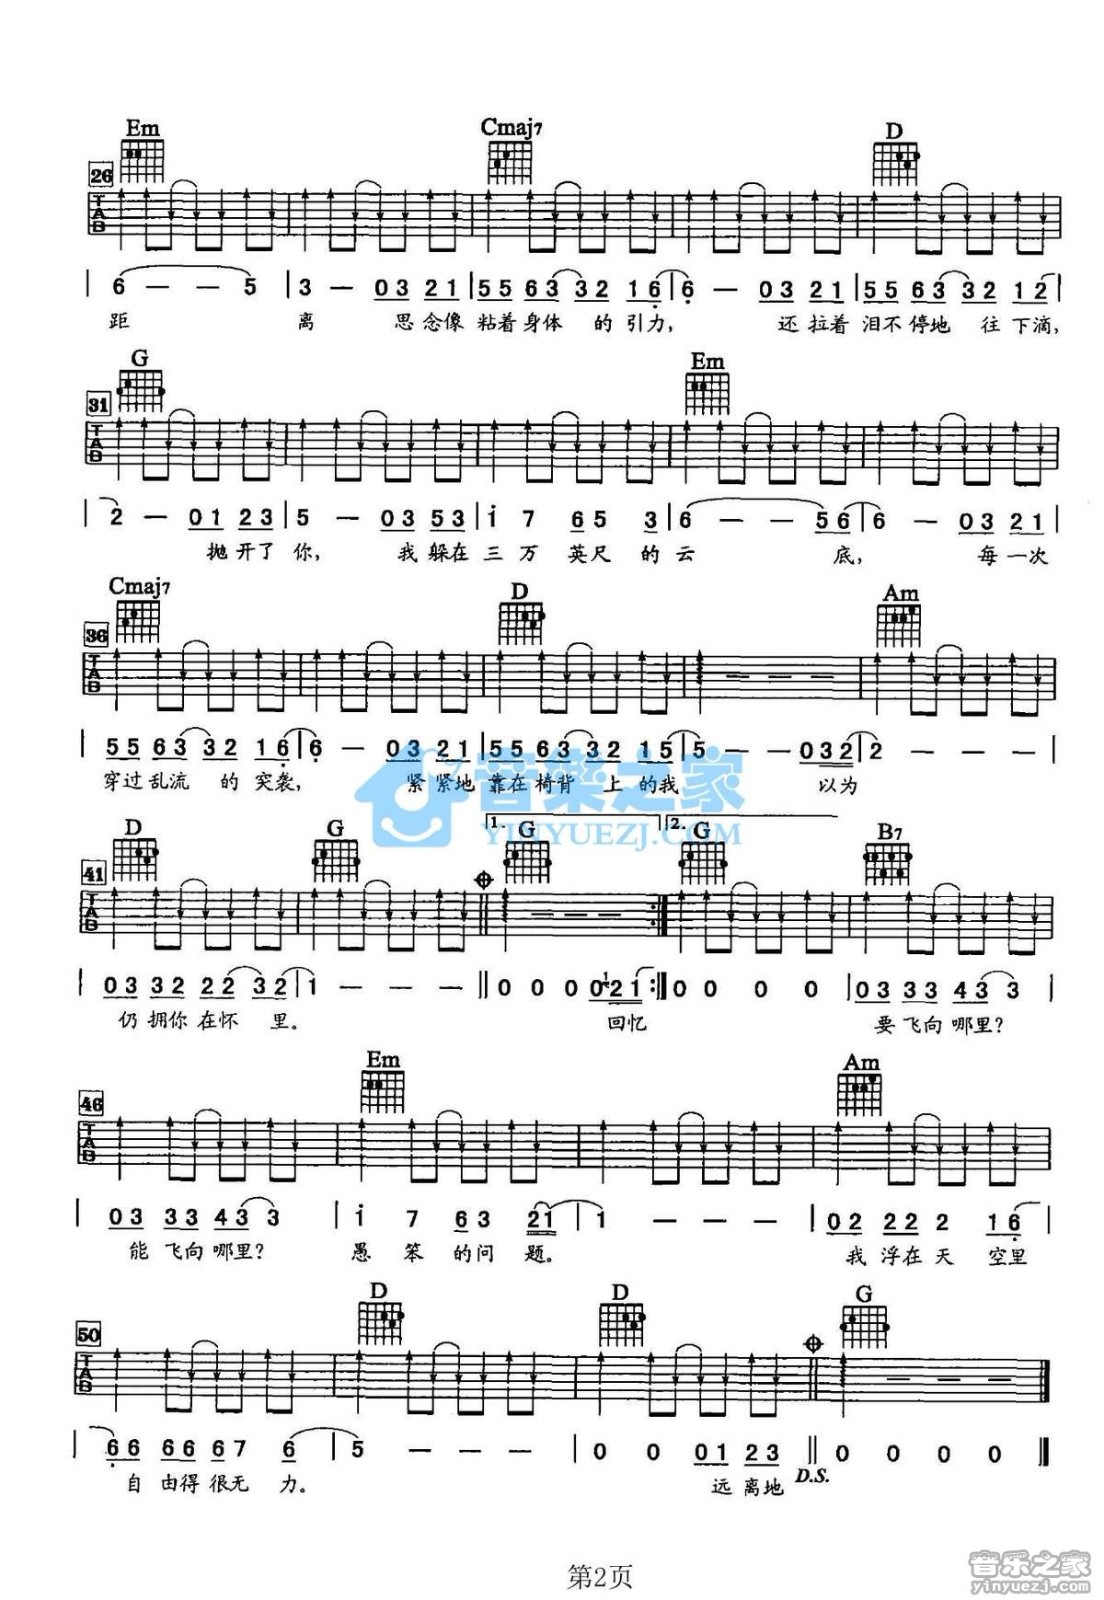 Em Cmaj7 D
26
TAB
| 6 — — 5 | 3 — 03 21 | 55 63 32 16 | 6 — 03 21 | 55 63 32 12 |
距 离 思念像 粘着身体 的 引力， 还拉着 泪不停地 往 下滴，
G Em
31
TAB
| 2 — 01 23 | 5 — 03 53 | i 7 65 3 | 6 — — 56 | 6 — 03 21 |
抛开了 你， 我躲在 三万 英尺 的云 底， 每一次
Cmaj7 D Am
36
TAB
| 55 63 32 16 | 6 — 03 21 | 55 63 32 15 | 5 — — 032 | 2 — — — |
穿过乱流 的 突袭， 紧紧地 靠在椅背 上的我 以为
音樂之家
YINYUEZJ.COM
D G 1. G 2. G B7
41
TAB
| 03 32 22 32 | 1 — — — || 0 0 0 0 1 021 :|| 0 0 0 0 | 03 33 43 3 |
仍拥你在怀 里。 回忆 要飞向 哪里？
Em Am
46
TAB
| 03 33 43 3 | i 7 63 21 | 1 — — — | 02 22 2 16 |
能 飞向 哪里？ 愚 笨 的问 题。 我 浮在 天 空里
D D G
50
TAB
| 66 66 67 6 | 5 — — — | 0 0 01 23 || 0 0 0 0 ||
自 由得 很无 力。 远 离地 D.S.
第2页
音乐之家
yinyuezj.com